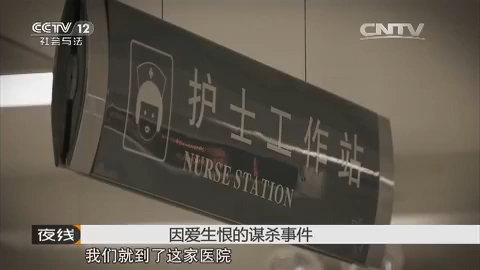 CCTV 12
社会与法
CNTV
护士工作站
NURSE STATION
夜线
因爱生恨的谋杀事件
我们就到了这家医院